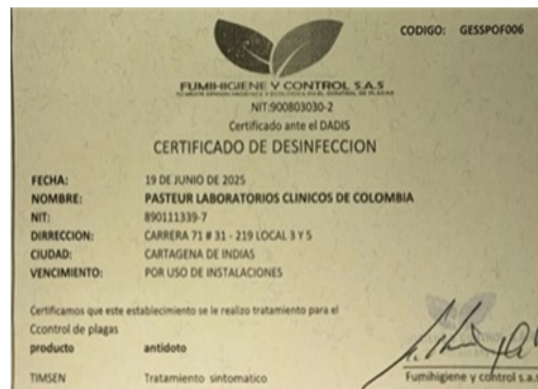 CODIGO: GESSPOF006
FUMIHIGIENE Y CONTROL S.A.S
NIT:900803030-2
Certificado ante el DADIS
CERTIFICADO DE DESINFECCION
FECHA: 19 DE JUNIO DE 2025
NOMBRE: PASTEUR LABORATORIOS CLINICOS DE COLOMBIA
NIT: 890111339-7
DIRRECCION: CARRERA 71 # 31 - 219 LOCAL 3 Y 5
CIUDAD: CARTAGENA DE INDIAS
VENCIMIENTO: POR USO DE INSTALACIONES
Certificamos que este establecimiento se le realizo tratamiento para el
Ccontrol de plagas
producto antidoto
TIMSEN Tratamiento sintomatico
Fumihigiene y control s.a.s